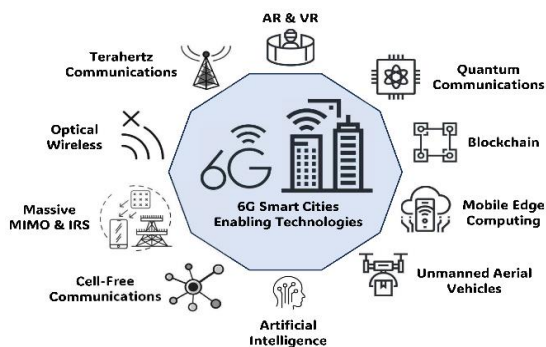 AR & VR
Terahertz
Communications
Quantum
Communications
Optical
Wireless
Blockchain
6G
6G Smart Cities
Enabling Technologies
Massive
MIMO & IRS
Mobile Edge
Computing
Cell-Free
Communications
Unmanned Aerial
Vehicles
Artificial
Intelligence